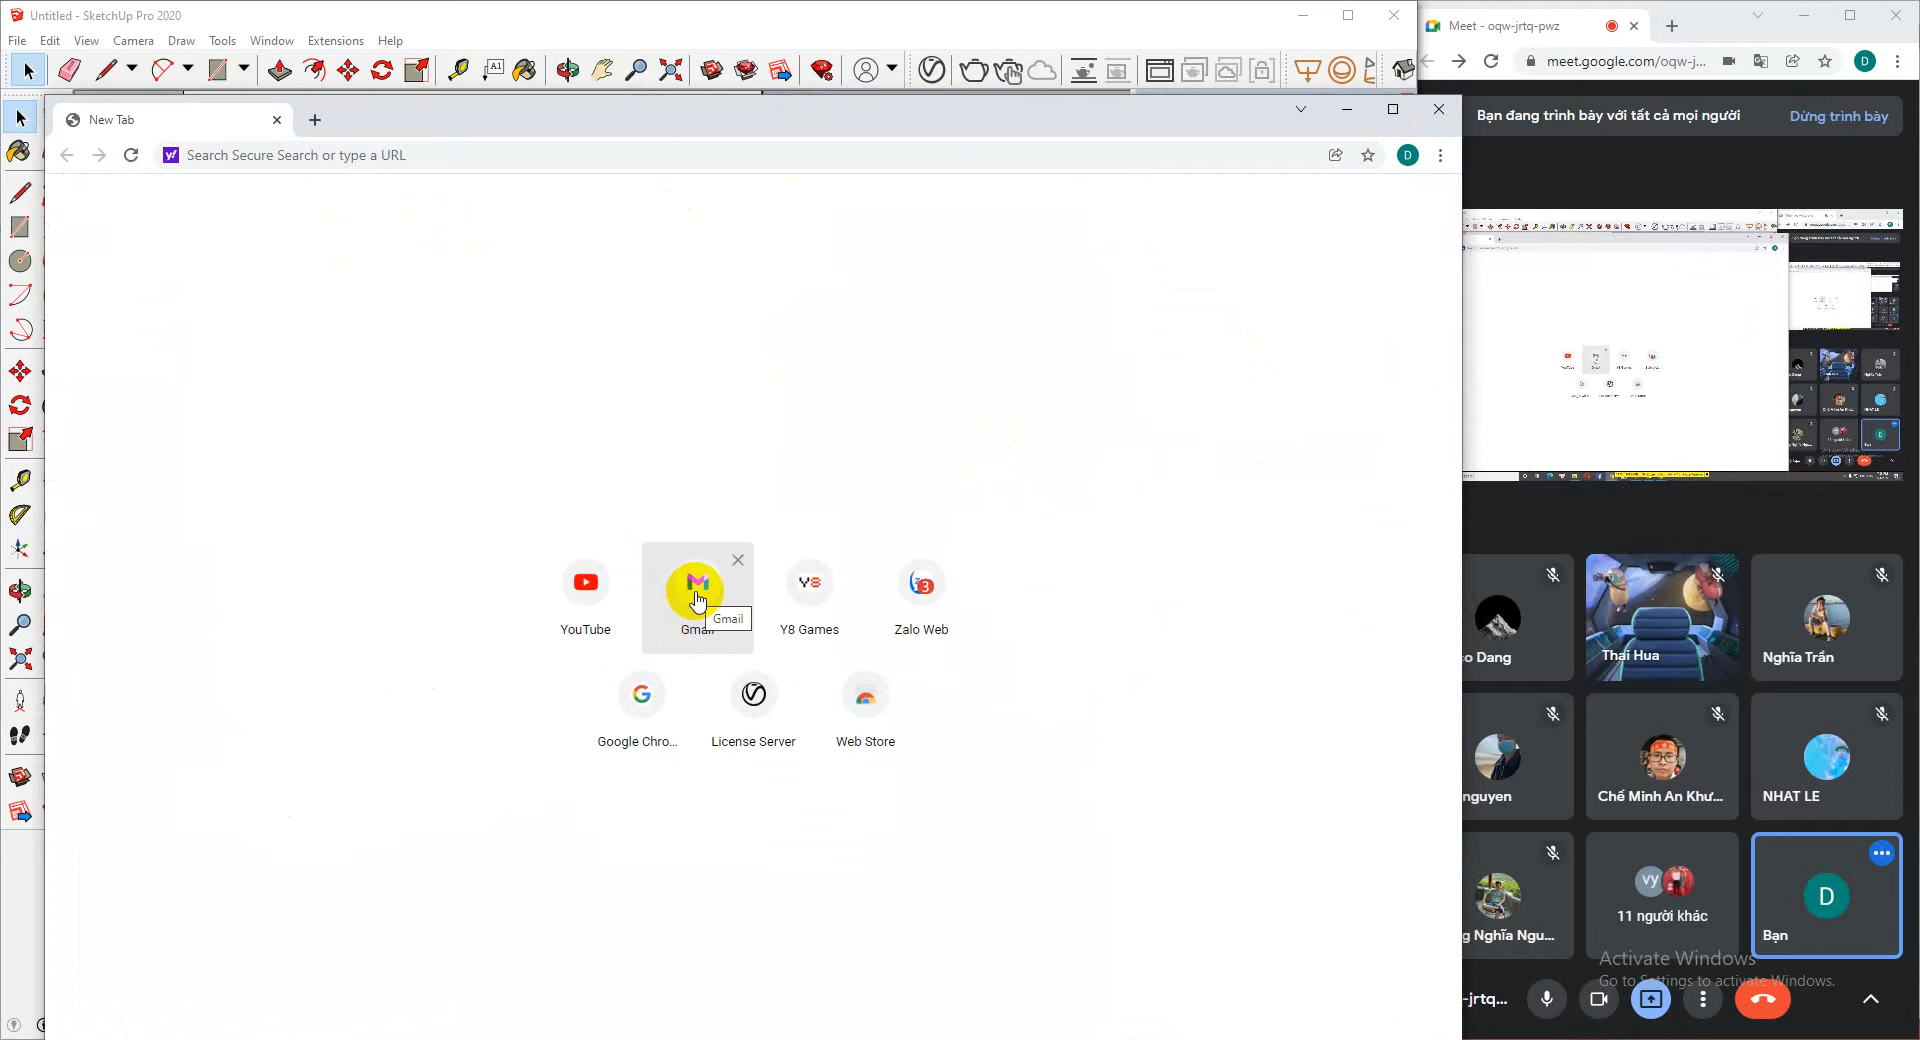 Untitled - SketchUp Pro 2020
File Edit View Camera Draw Tools Window Extensions Help
A1
New Tab
Search Secure Search or type a URL
D
YouTube
Gmail
Gmail
Y8 Games
Zalo Web
3
Google Chro...
License Server
Web Store
Meet - oqw-jrtq-pwz
meet.google.com/oqw-j...
D
Bạn đang trình bày với tất cả mọi người
Dừng trình bày
o Dang
Thai Hua
Nghĩa Trần
nguyen
Chế Minh An Khư...
NHAT LE
g Nghĩa Ngu...
vy
11 người khác
D
Bạn
Activate Windows
Go to Settings to activate Windows.
-jrtq...